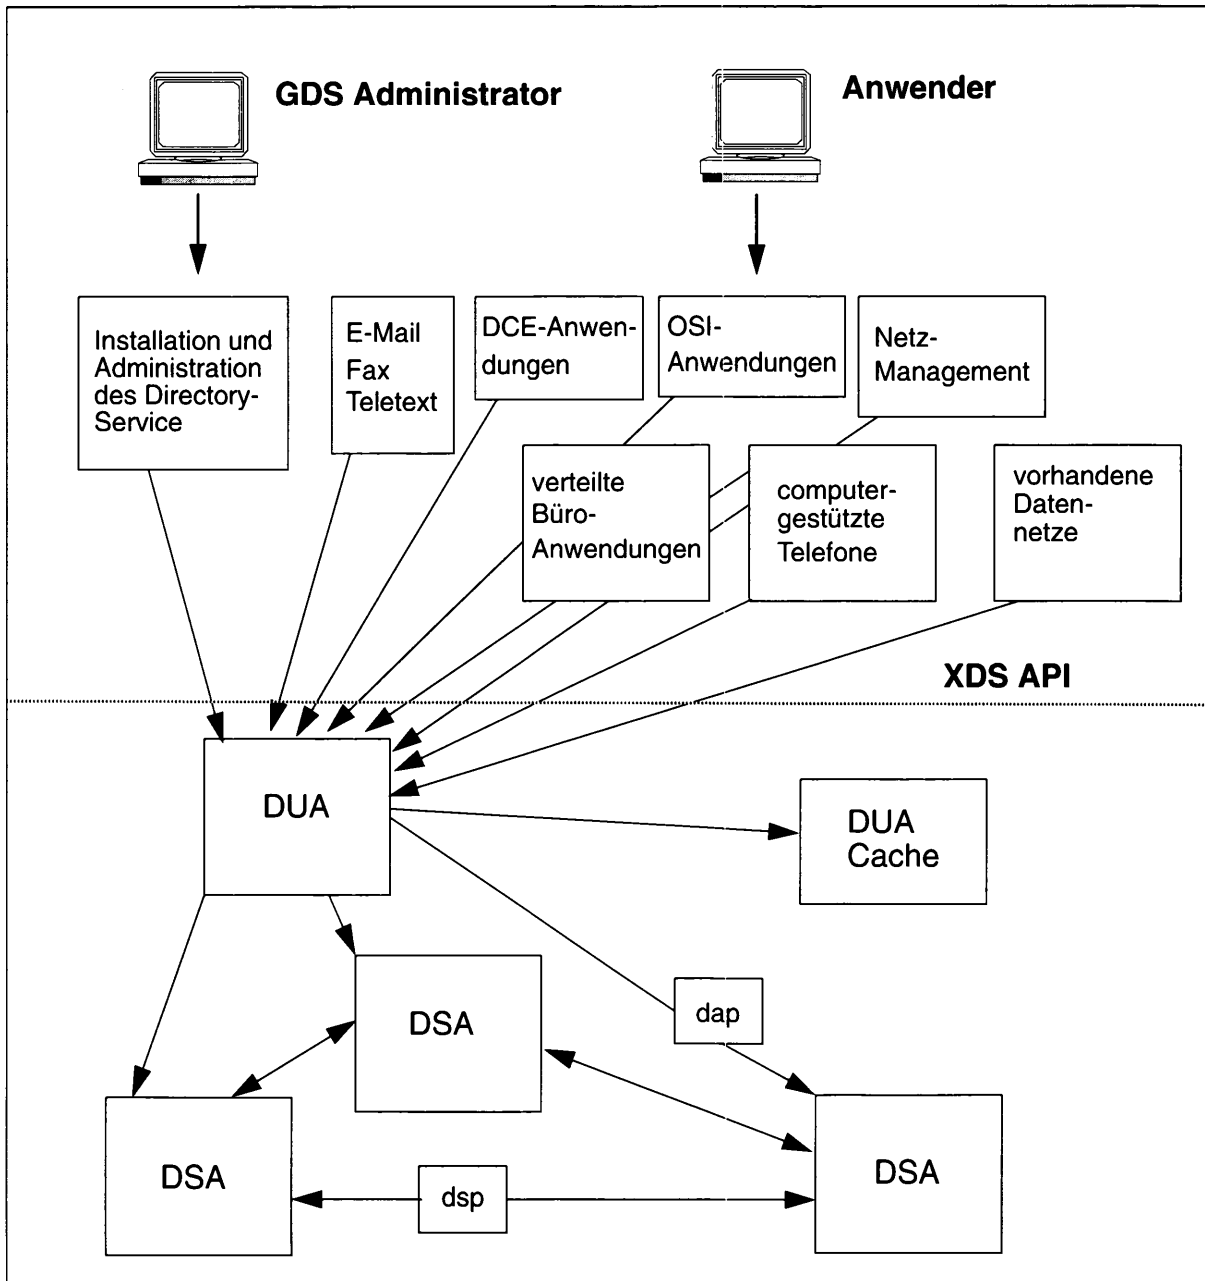 GDS Administrator
Anwender
Installation und
Administration
des Directory-
Service
E-Mail
Fax
Teletext
DCE-Anwen-
dungen
OSI-
Anwendungen
Netz-
Management
verteilte
Büro-
Anwendungen
computer-
gestützte
Telefone
vorhandene
Daten-
netze
XDS API
DUA
DUA
Cache
DSA
dap
DSA
dsp
DSA